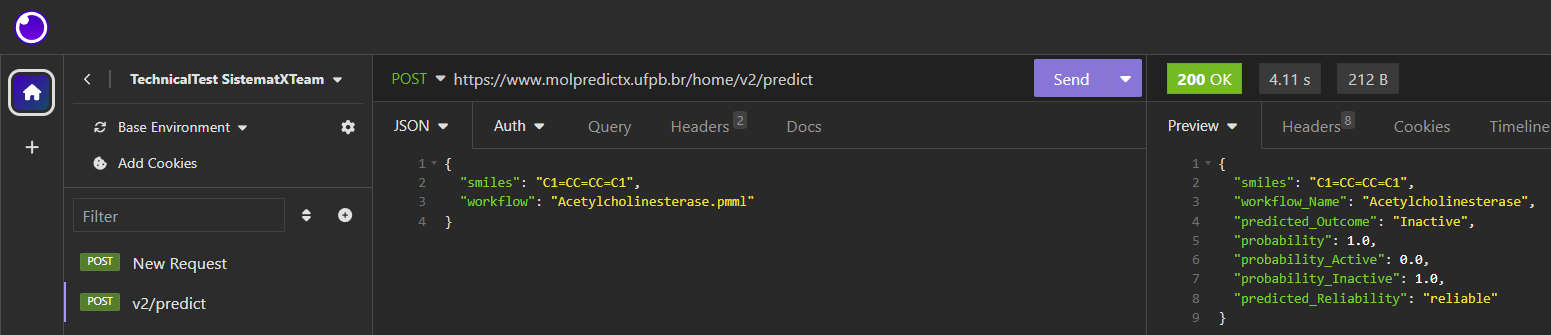 TechnicalTest SistematXTeam
Base Environment
Add Cookies
Filter
POST New Request
POST v2/predict
POST https://www.molpredictx.ufpb.br/home/v2/predict Send
JSON Auth Query Headers 2 Docs
1 {
2 "smiles": "C1=CC=CC=C1",
3 "workflow": "Acetylcholinesterase.pmml"
4 }
200 OK 4.11 s 212 B
Preview Headers 8 Cookies Timeline
1 {
2 "smiles": "C1=CC=CC=C1",
3 "workflow_Name": "Acetylcholinesterase",
4 "predicted_Outcome": "Inactive",
5 "probability": 1.0,
6 "probability_Active": 0.0,
7 "probability_Inactive": 1.0,
8 "predicted_Reliability": "reliable"
9 }